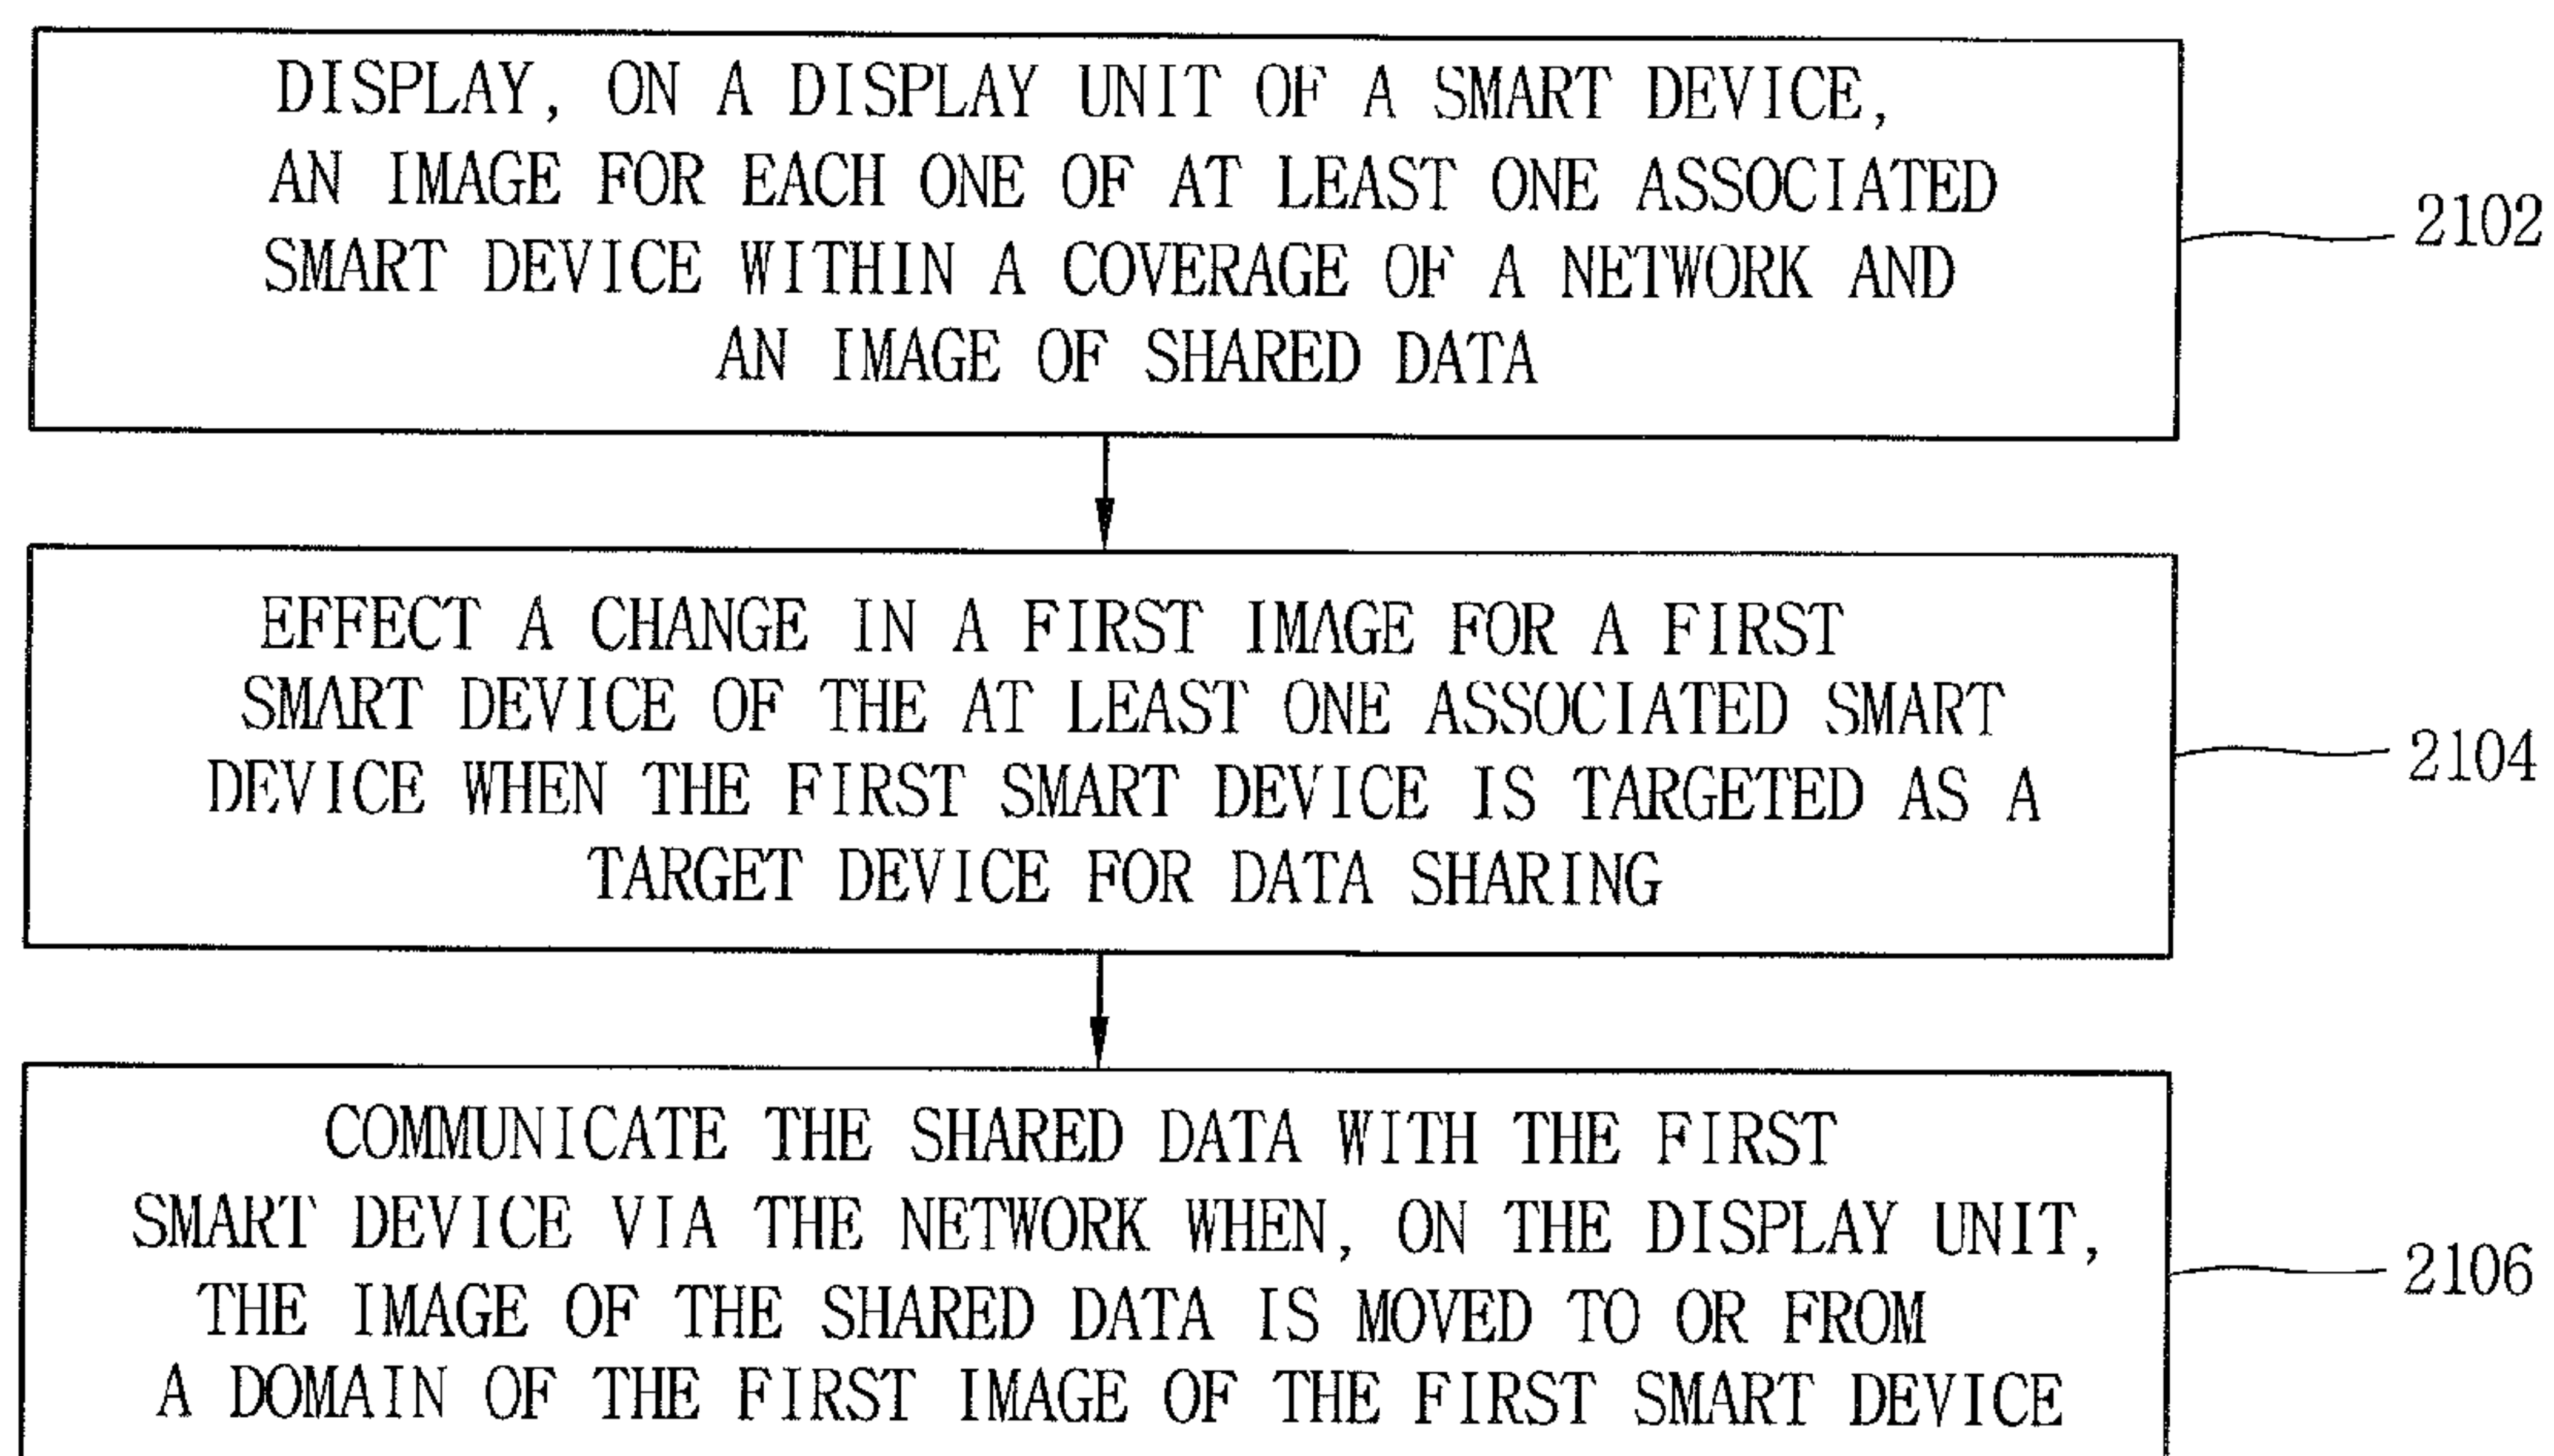 DISPLAY, ON A DISPLAY UNIT OF A SMART DEVICE,
AN IMAGE FOR EACH ONE OF AT LEAST ONE ASSOCIATED
SMART DEVICE WITHIN A COVERAGE OF A NETWORK AND
AN IMAGE OF SHARED DATA
2102
EFFECT A CHANGE IN A FIRST IMAGE FOR A FIRST
SMART DEVICE OF THE AT LEAST ONE ASSOCIATED SMART
DEVICE WHEN THE FIRST SMART DEVICE IS TARGETED AS A
TARGET DEVICE FOR DATA SHARING
2104
COMMUNICATE THE SHARED DATA WITH THE FIRST
SMART DEVICE VIA THE NETWORK WHEN, ON THE DISPLAY UNIT,
THE IMAGE OF THE SHARED DATA IS MOVED TO OR FROM
A DOMAIN OF THE FIRST IMAGE OF THE FIRST SMART DEVICE
2106